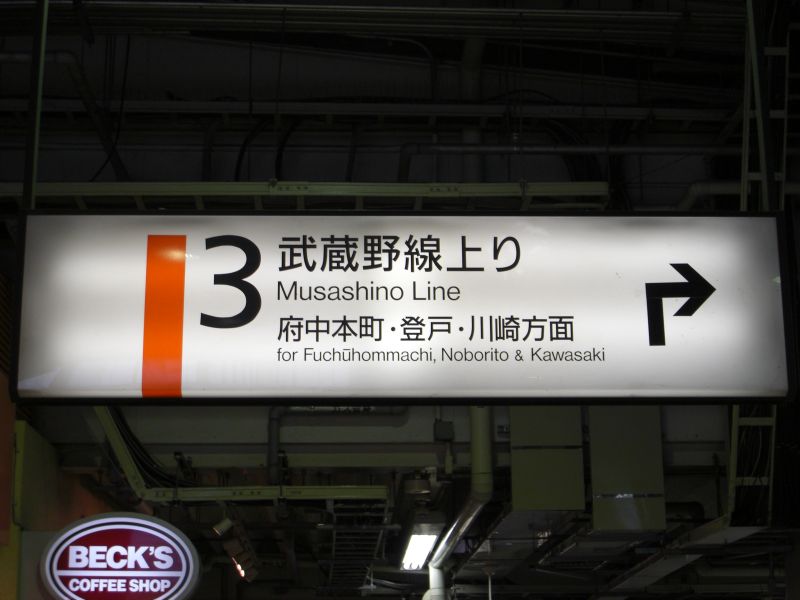 3
武蔵野線上り
Musashino Line
府中本町・登戸・川崎方面
for Fuchūhommachi, Noborito & Kawasaki
BECK'S
COFFEE SHOP